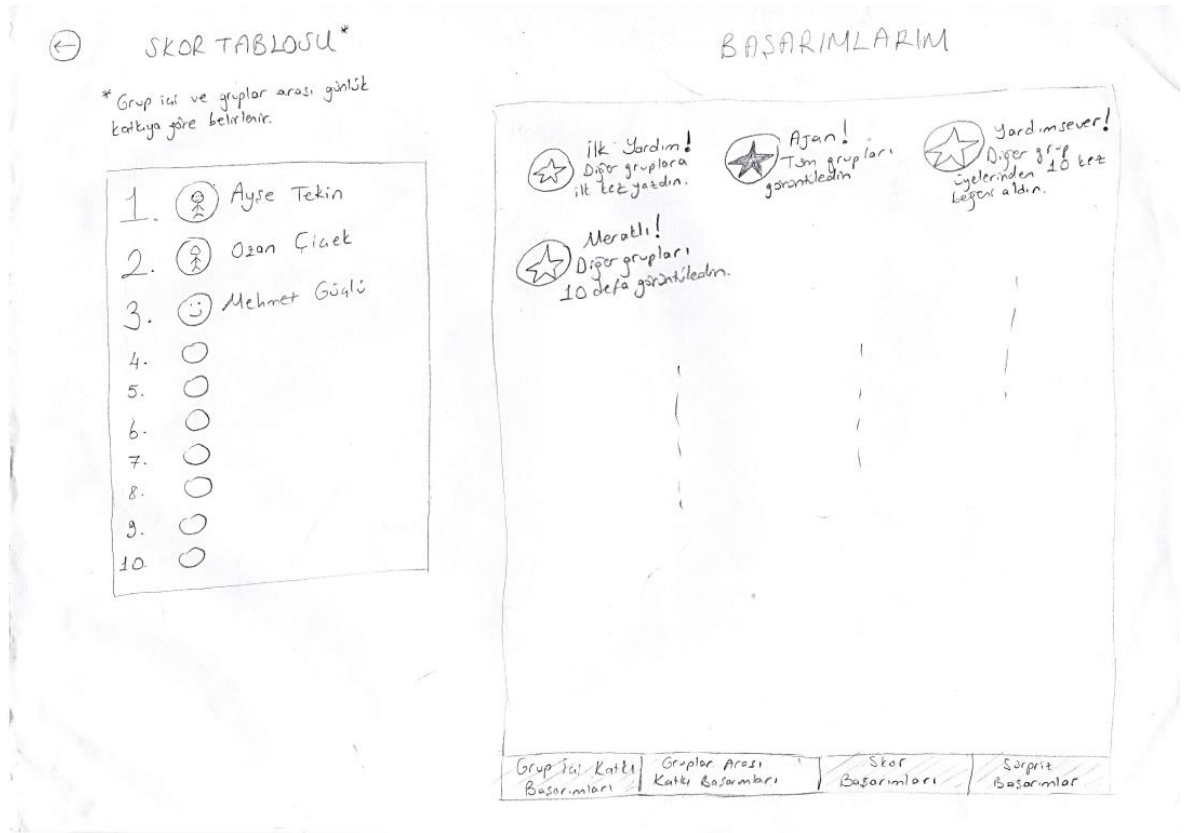 SKOR TABLOSU*
* Grup içi ve gruplar arası günlük
katkıya göre belirlenir.
1. Ayşe Tekin
2. Ozan Çiçek
3. Mehmet Güçlü
4.
5.
6.
7.
8.
9.
10.
BAŞARIMLARIM
İlk Yardım!
Diğer gruplara
ilk kez yazdın.
Ajan!
Tüm grupları
görüntüledin
Yardımsever!
Diğer grup
üyelerinden 10 kez
beğeni aldın.
Meraklı!
Diğer grupları
10 defa görüntüledin.
Grup İçi Katkı
Başarımları
Gruplar Arası
Katkı Başarımları
Skor
Başarımları
Sürpriz
Başarımlar